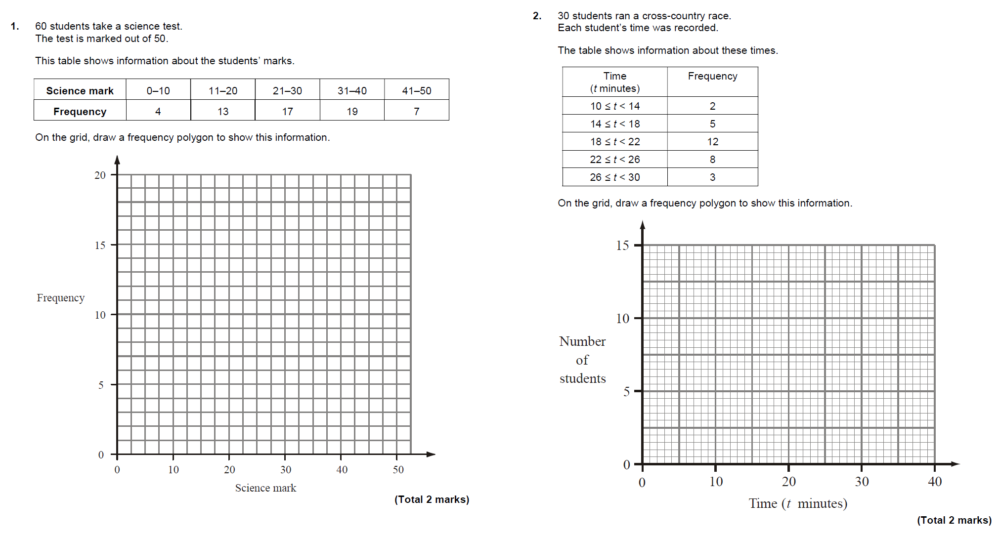 1. 60 students take a science test.
The test is marked out of 50.
This table shows information about the students’ marks.
Science mark 0–10 11–20 21–30 31–40 41–50
Frequency 4 13 17 19 7
On the grid, draw a frequency polygon to show this information.
20
15
Frequency
10
5
0
0 10 20 30 40 50
Science mark
(Total 2 marks)
2. 30 students ran a cross-country race.
Each student’s time was recorded.
The table shows information about these times.
Time Frequency
(t minutes)
10 ≤ t < 14 2
14 ≤ t < 18 5
18 ≤ t < 22 12
22 ≤ t < 26 8
26 ≤ t < 30 3
On the grid, draw a frequency polygon to show this information.
15
10
Number
of
students
5
0
0 10 20 30 40
Time (t minutes)
(Total 2 marks)